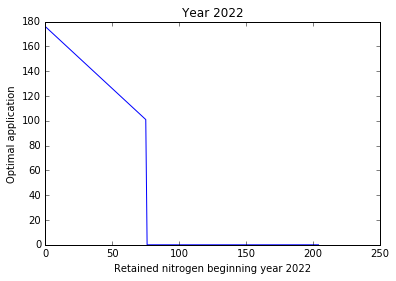 Year 2022
180
160
140
120
100
80
60
40
20
0
Optimal application
0 50 100 150 200 250
Retained nitrogen beginning year 2022